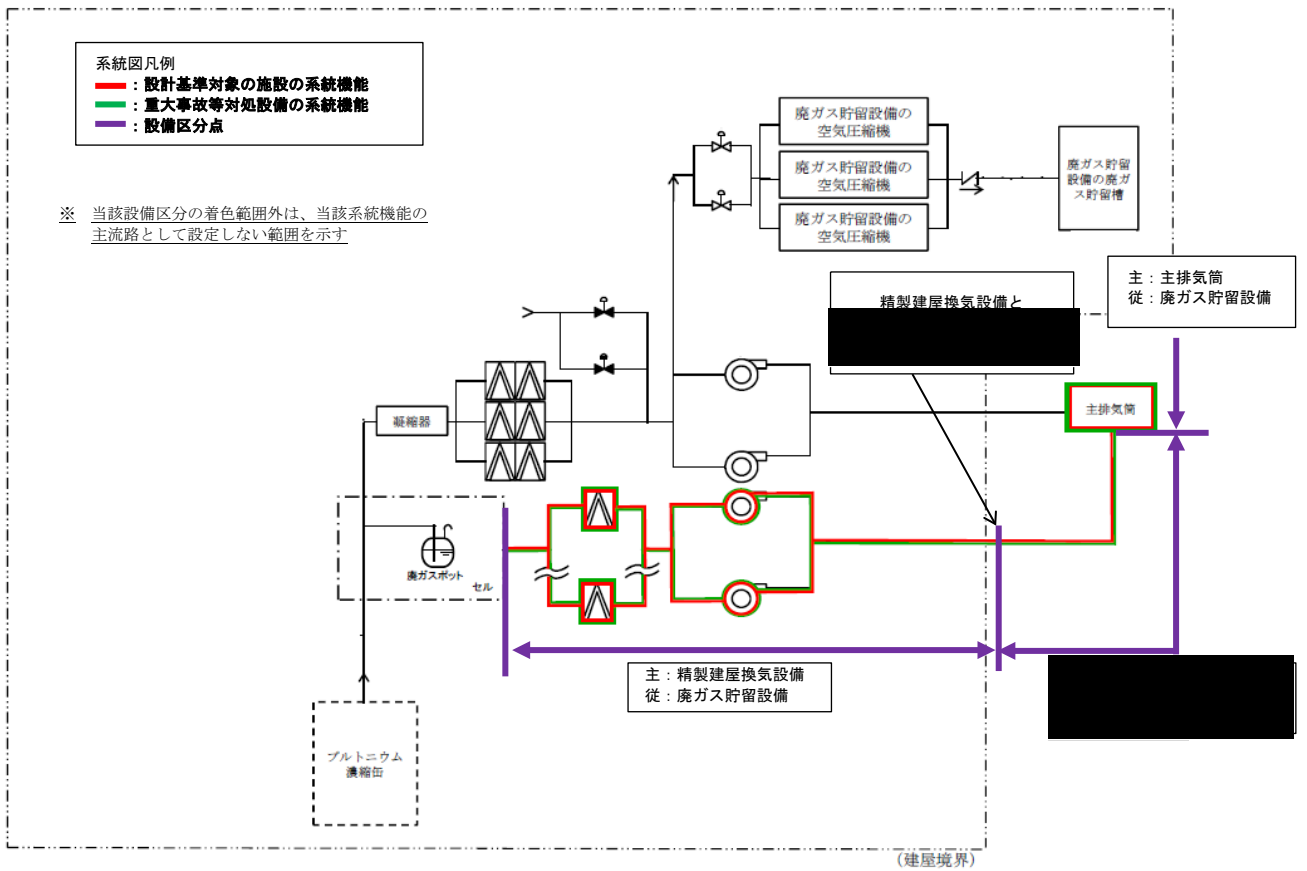 系統図凡例
：設計基準対象の施設の系統機能
：重大事故等対処設備の系統機能
：設備区分点
※　当該設備区分の着色範囲外は、当該系統機能の
主流路として設定しない範囲を示す
廃ガス貯留設備の
空気圧縮機
廃ガス貯留設備の
空気圧縮機
廃ガス貯留設備の
空気圧縮機
廃ガス貯留
設備の廃ガ
ス貯留槽
精製建屋換気設備と
主：主排気筒
従：廃ガス貯留設備
凝縮器
主排気筒
廃ガスポット
セル
主：精製建屋換気設備
従：廃ガス貯留設備
プルトニウム
濃縮缶
（建屋境界）